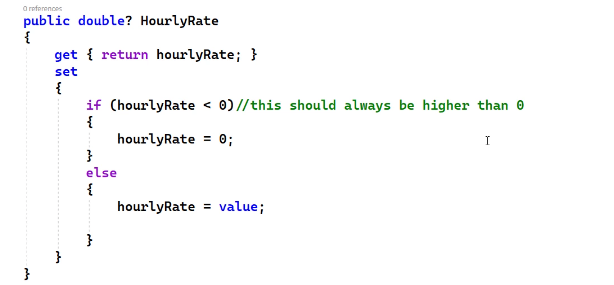 0 references
public double? HourlyRate
{
get { return hourlyRate; }
set
{
if (hourlyRate < 0)//this should always be higher than 0
{
hourlyRate = 0;
}
else
{
hourlyRate = value;
}
}
}